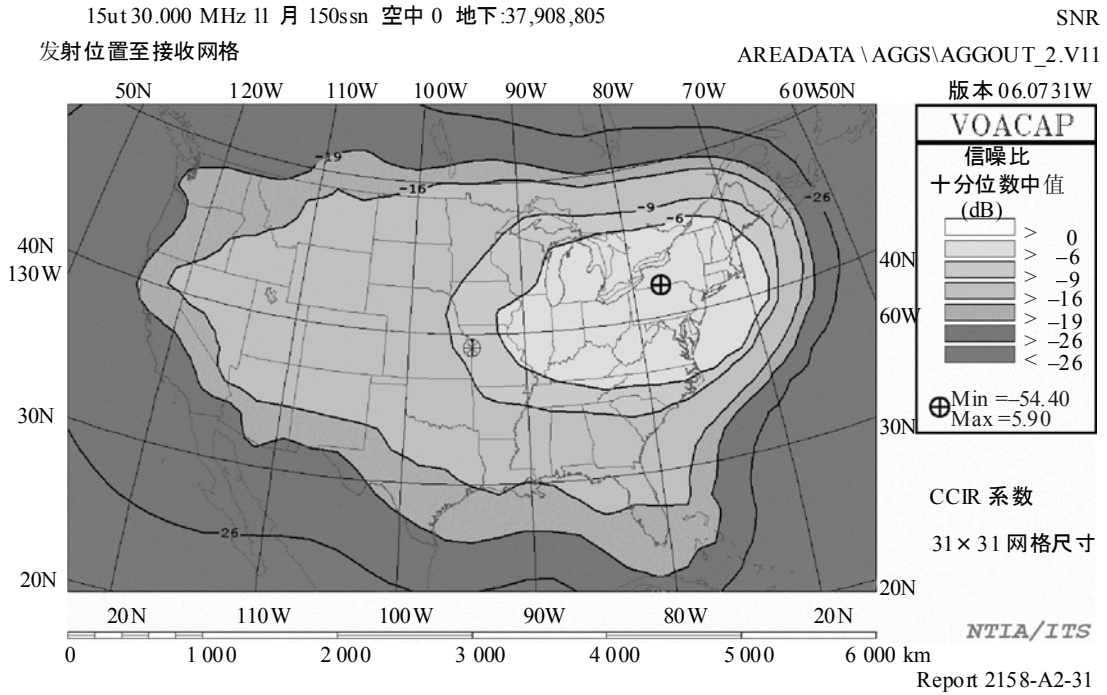 15ut 30.000 MHz 11 月 150ssn 空中 0 地下:37,908,805
SNR
发射位置至接收网格
AREADATA \ AGGS\AGGOUT_2.V11
50N 120W 110W 100W 90W 80W 70W 60W50N
版本 06.0731W
VOACAP
信噪比
十分位数中值
(dB)
> 0
> –6
> –9
> –16
> –19
> –26
< –26
Min =–54.40
Max =5.90
-19
-16
-9
-6
-26
-26
40N
130W
30N
20N
40N
60W
30N
20N
CCIR 系数
31× 31 网格尺寸
20N 110W 100W 90W 80W 20N
NTIA/ITS
0 1 000 2 000 3 000 4 000 5 000 6 000 km
Report 2158-A2-31